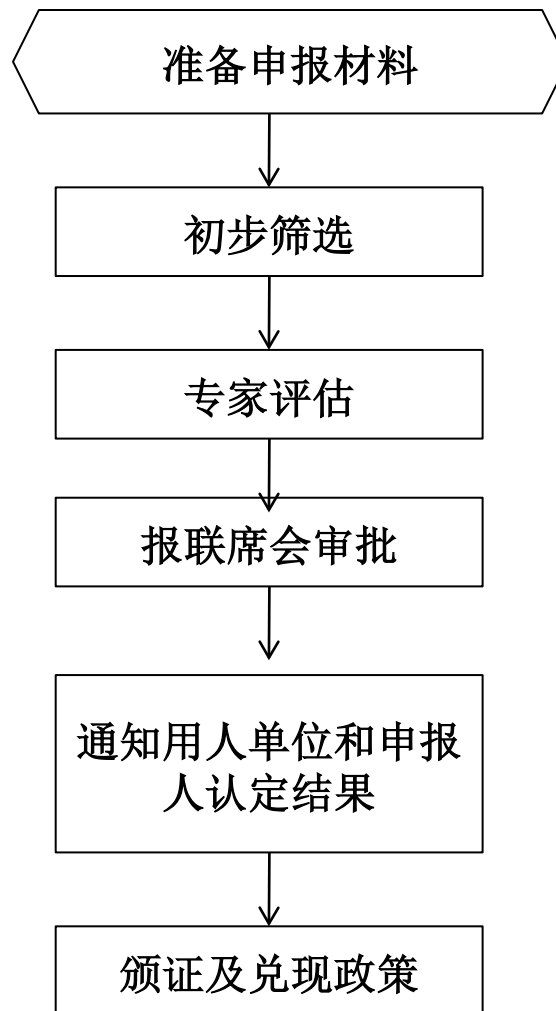 准备申报材料
初步筛选
专家评估
报联席会审批
通知用人单位和申报
人认定结果
颁证及兑现政策